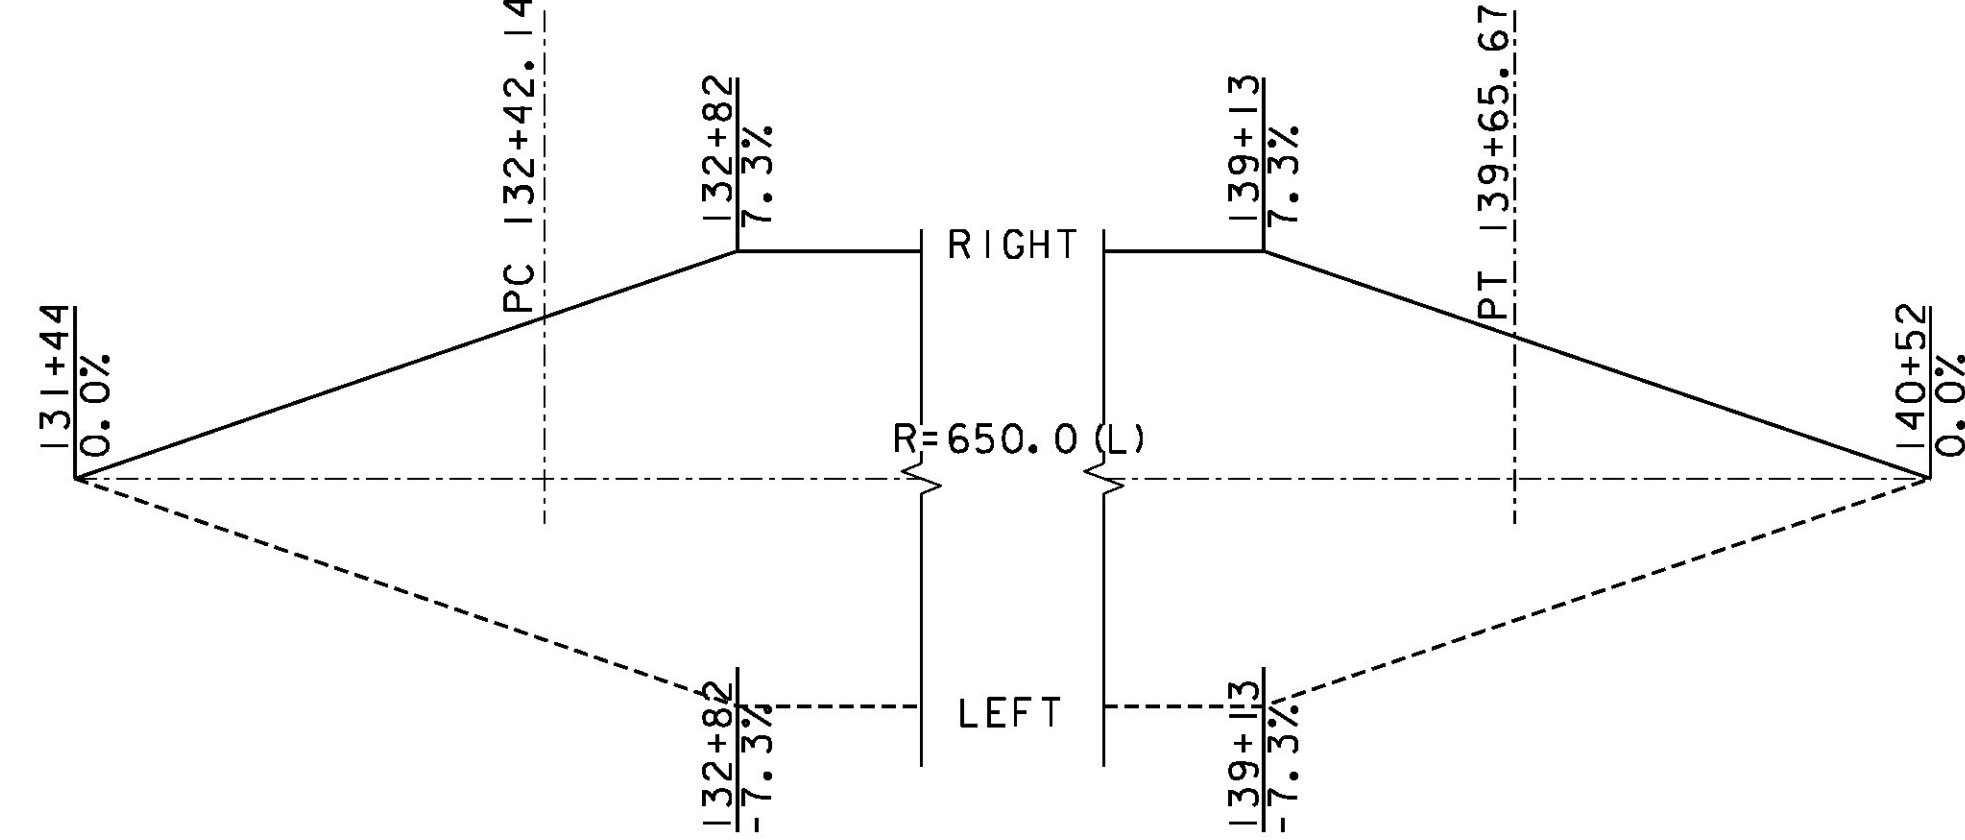 131+44
0.0%
PC 132+42.14
132+82
7.3%
RIGHT
139+13
7.3%
PT 139+65.67
140+52
0.0%
R=650.0 (L)
132+82
-7.3%
LEFT
139+13
-7.3%